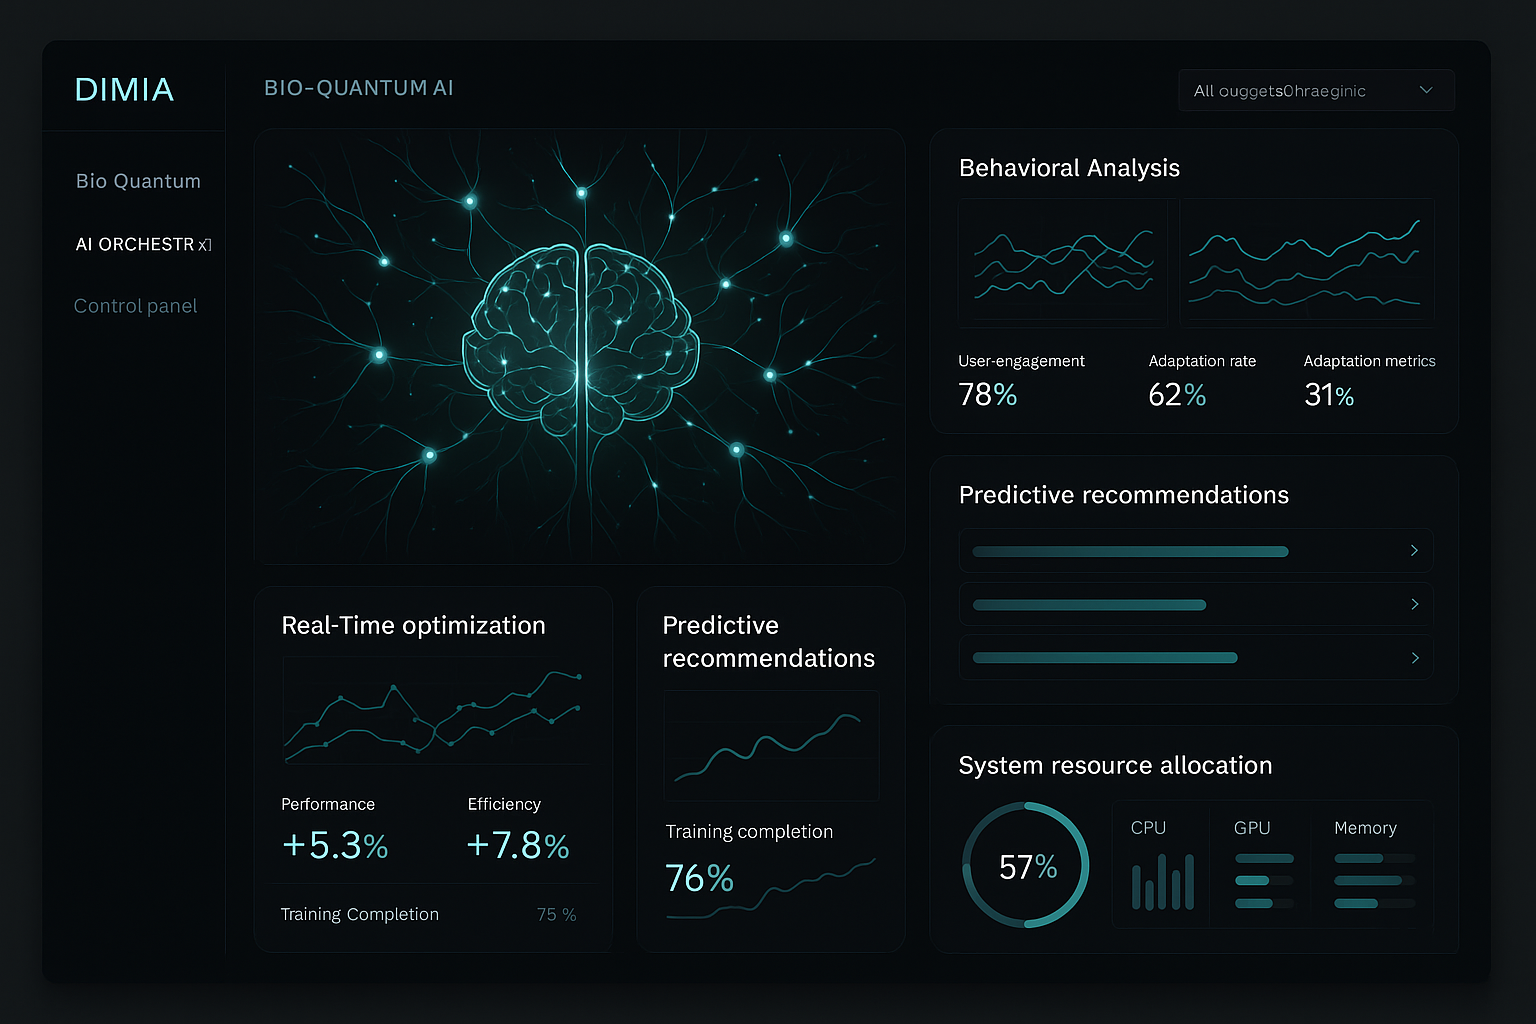 DIMIA
BIO-QUANTUM AI
All ouggets0hraeginic
Bio Quantum
AI ORCHESTR
Control panel
Behavioral Analysis
User-engagement
78%
Adaptation rate
62%
Adaptation metrics
31%
Predictive recommendations
Real-Time optimization
Performance
+5.3%
Efficiency
+7.8%
Training Completion
75 %
Predictive
recommendations
Training completion
76%
System resource allocation
57%
CPU
GPU
Memory